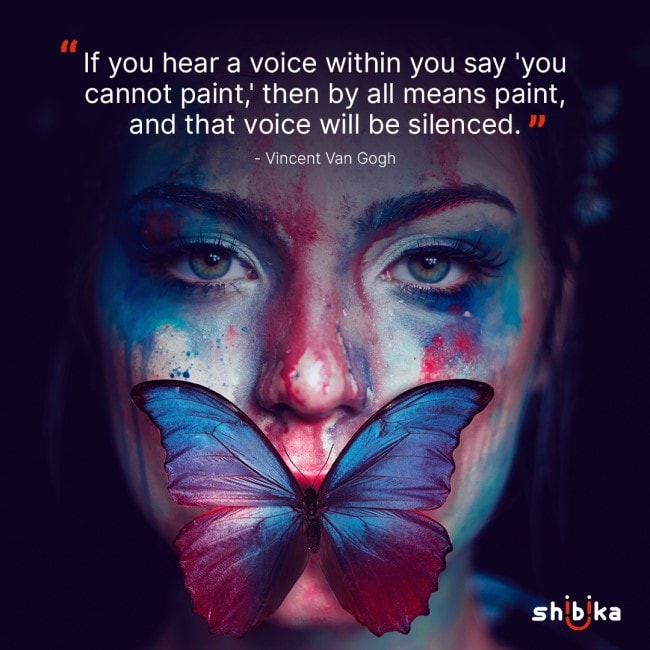 “ If you hear a voice within you say 'you
cannot paint,' then by all means paint,
and that voice will be silenced. ”
- Vincent Van Gogh
shibika